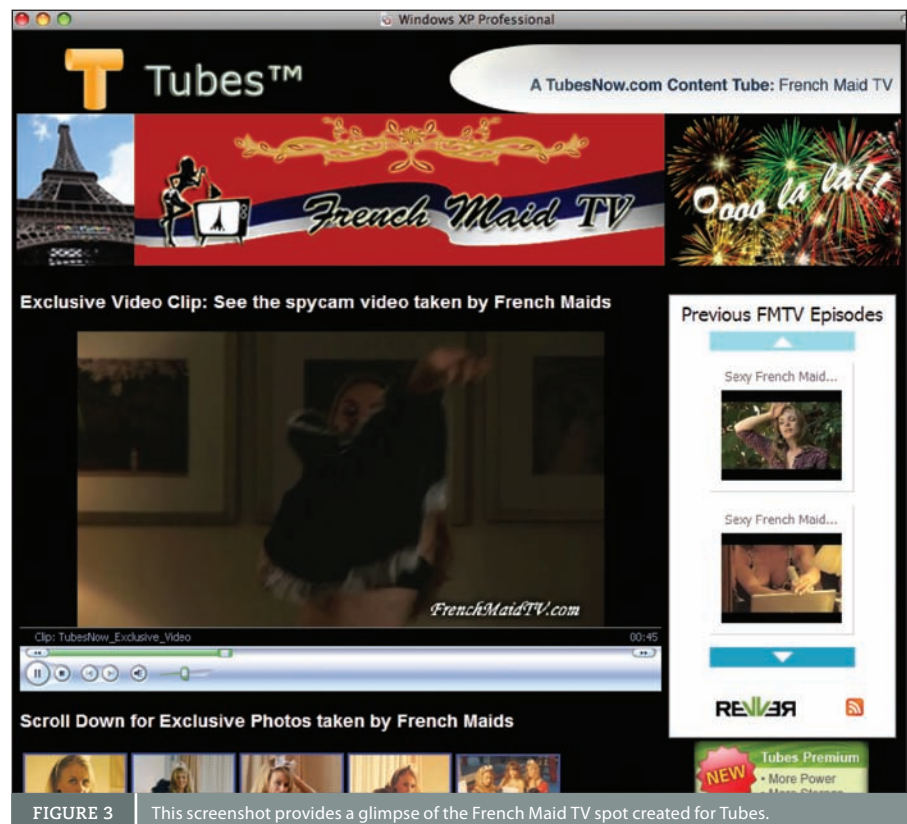 Windows XP Professional
T Tubes™
A TubesNow.com Content Tube: French Maid TV
French Maid TV
Oooo la la!!
Exclusive Video Clip: See the spycam video taken by French Maids
FrenchMaidTV.com
Clip: TubesNow_Exclusive_Video 00:45
Previous FMTV Episodes
Sexy French Maid...
Sexy French Maid...
REVVER
Scroll Down for Exclusive Photos taken by French Maids
NEW
Tubes Premium
• More Power
• More Storage
FIGURE 3 This screenshot provides a glimpse of the French Maid TV spot created for Tubes.